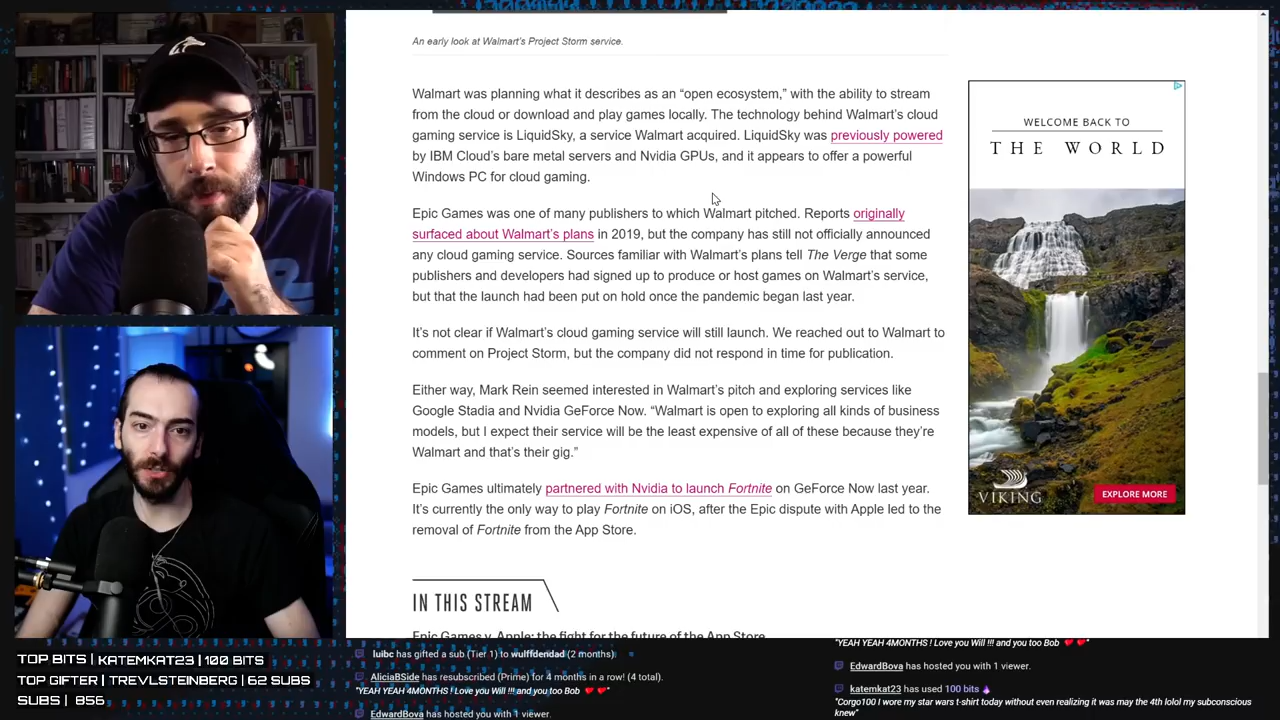 An early look at Walmart's Project Storm service.
Walmart was planning what it describes as an “open ecosystem,” with the ability to stream
from the cloud or download and play games locally. The technology behind Walmart’s cloud
gaming service is LiquidSky, a service Walmart acquired. LiquidSky was previously powered
by IBM Cloud’s bare metal servers and Nvidia GPUs, and it appears to offer a powerful
Windows PC for cloud gaming.
Epic Games was one of many publishers to which Walmart pitched. Reports originally
surfaced about Walmart’s plans in 2019, but the company has still not officially announced
any cloud gaming service. Sources familiar with Walmart’s plans tell The Verge that some
publishers and developers had signed up to produce or host games on Walmart’s service,
but that the launch had been put on hold once the pandemic began last year.
It’s not clear if Walmart’s cloud gaming service will still launch. We reached out to Walmart to
comment on Project Storm, but the company did not respond in time for publication.
Either way, Mark Rein seemed interested in Walmart’s pitch and exploring services like
Google Stadia and Nvidia GeForce Now. “Walmart is open to exploring all kinds of business
models, but I expect their service will be the least expensive of all of these because they’re
Walmart and that’s their gig.”
Epic Games ultimately partnered with Nvidia to launch Fortnite on GeForce Now last year.
It’s currently the only way to play Fortnite on iOS, after the Epic dispute with Apple led to the
removal of Fortnite from the App Store.
IN THIS STREAM
Epic Games v. Apple: the fight for the future of the App Store
WELCOME BACK TO
THE WORLD
VIKING
EXPLORE MORE
TOP BITS | KATEMKAT23 | 100 BITS
TOP GIFTER | TREVLSTEINBERG | 62 SUBS
SUBS | 856
luibc has gifted a sub (Tier 1) to wulffdendad (2 months).
AliciaBSide has resubscribed (Prime) for 4 months in a row! (4 total).
"YEAH YEAH 4MONTHS ! Love you Will !!! and you too Bob ❤️ ❤️"
EdwardBova has hosted you with 1 viewer.
"YEAH YEAH 4MONTHS ! Love you Will !!! and you too Bob ❤️ ❤️"
EdwardBova has hosted you with 1 viewer.
katemkat23 has used 100 bits
"Corgo100 I wore my star wars t-shirt today without even realizing it was may the 4th lolol my subconscious
knew"